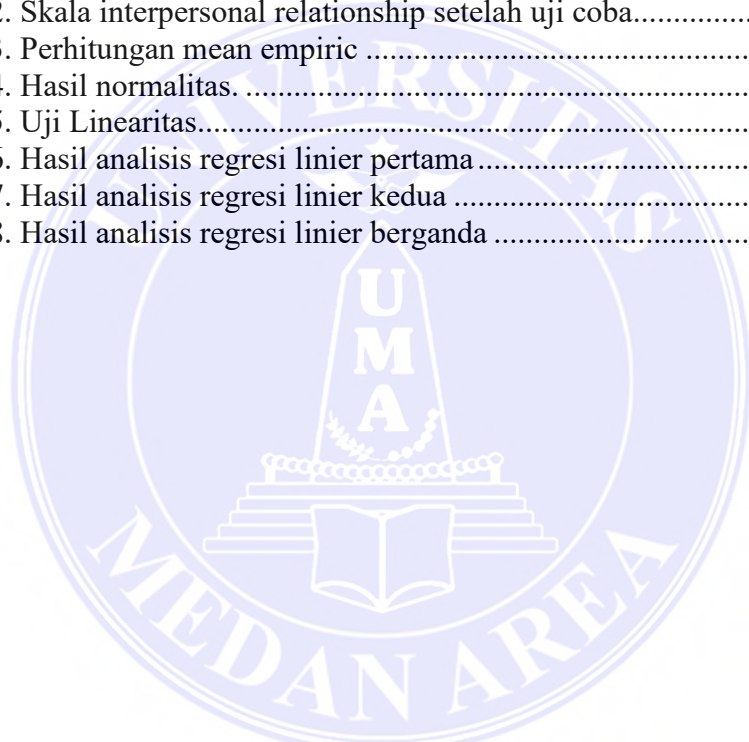 2. Skala interpersonal relationship setelah uji coba................
3. Perhitungan mean empiric .......................................................
4. Hasil normalitas. ........................................................................
5. Uji Linearitas...............................................................................
6. Hasil analisis regresi linier pertama ........................................
7. Hasil analisis regresi linier kedua ...........................................
8. Hasil analisis regresi linier berganda .....................................
UNIVERSITAS
UMA
MEDAN AREA